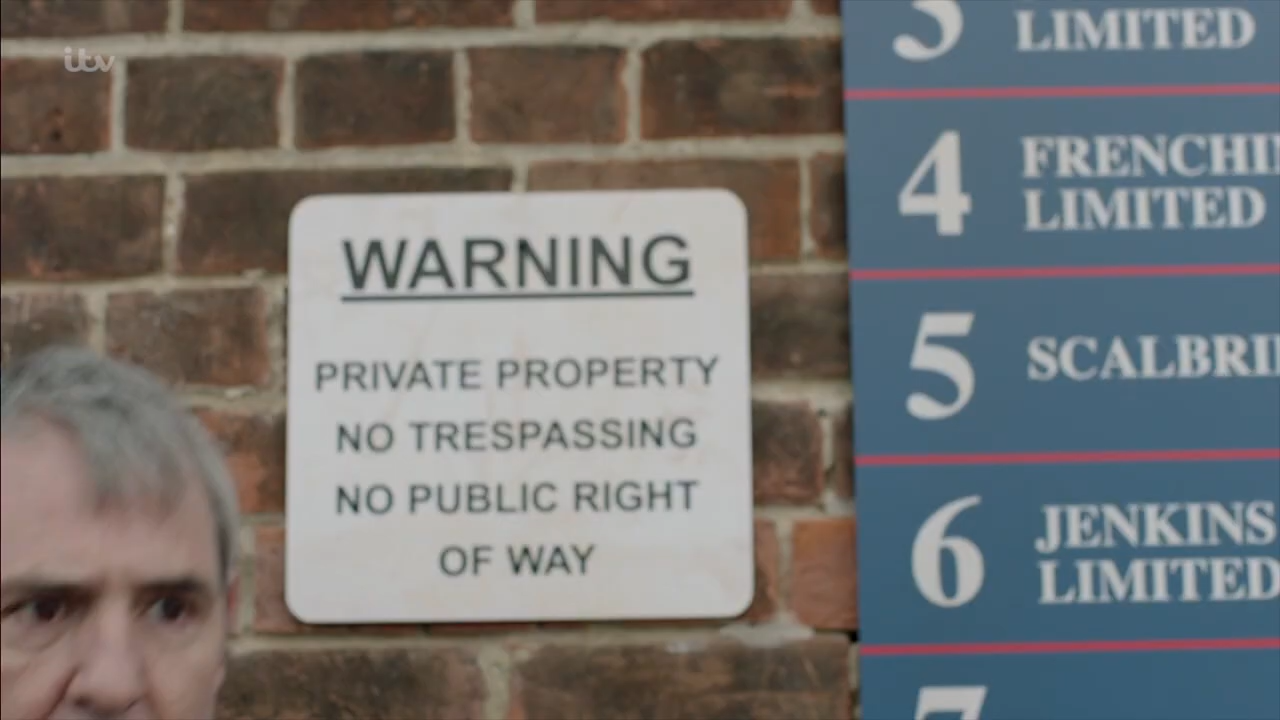 itv
WARNING
PRIVATE PROPERTY
NO TRESPASSING
NO PUBLIC RIGHT
OF WAY
3
LIMITED
4
LIMITED
5
6
JENKINS
LIMITED
7